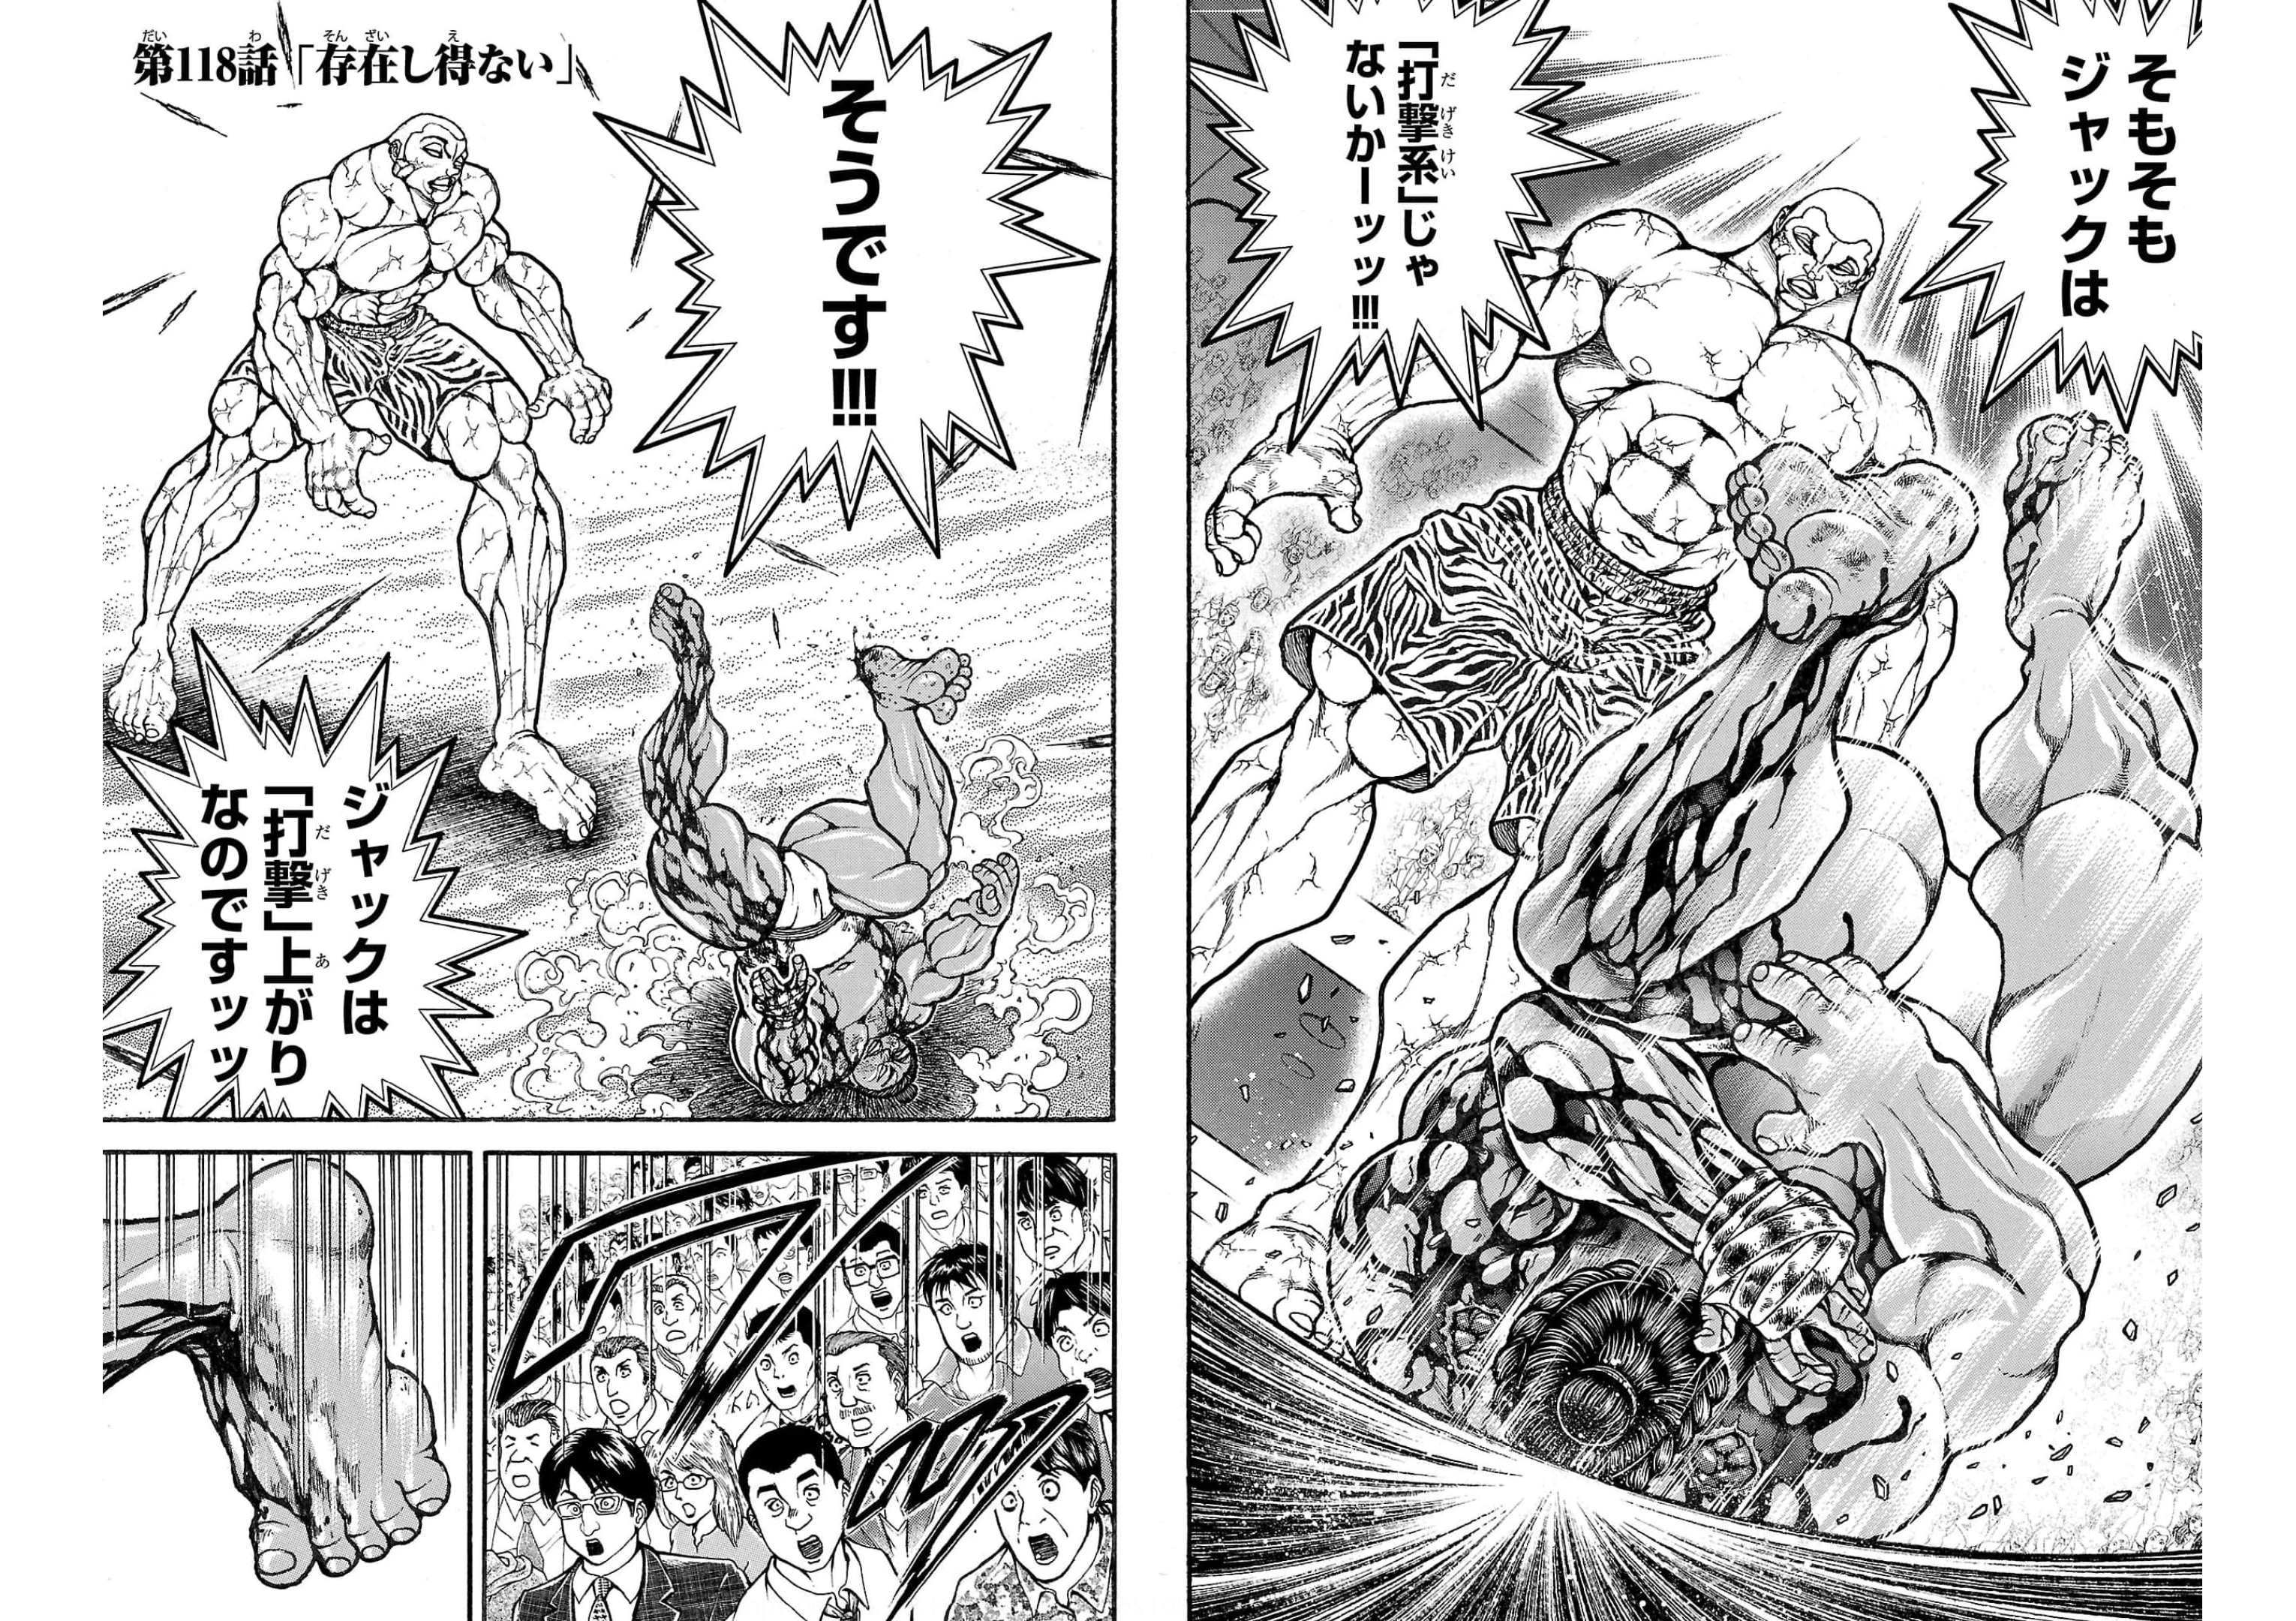 そもそも
ジャックは
「打撃系」じゃ
ないかーッッ!!!
第118話「存在し得ない」
そうです!!!
ジャックは
「打撃」上がり
なのですッッ
ワッ